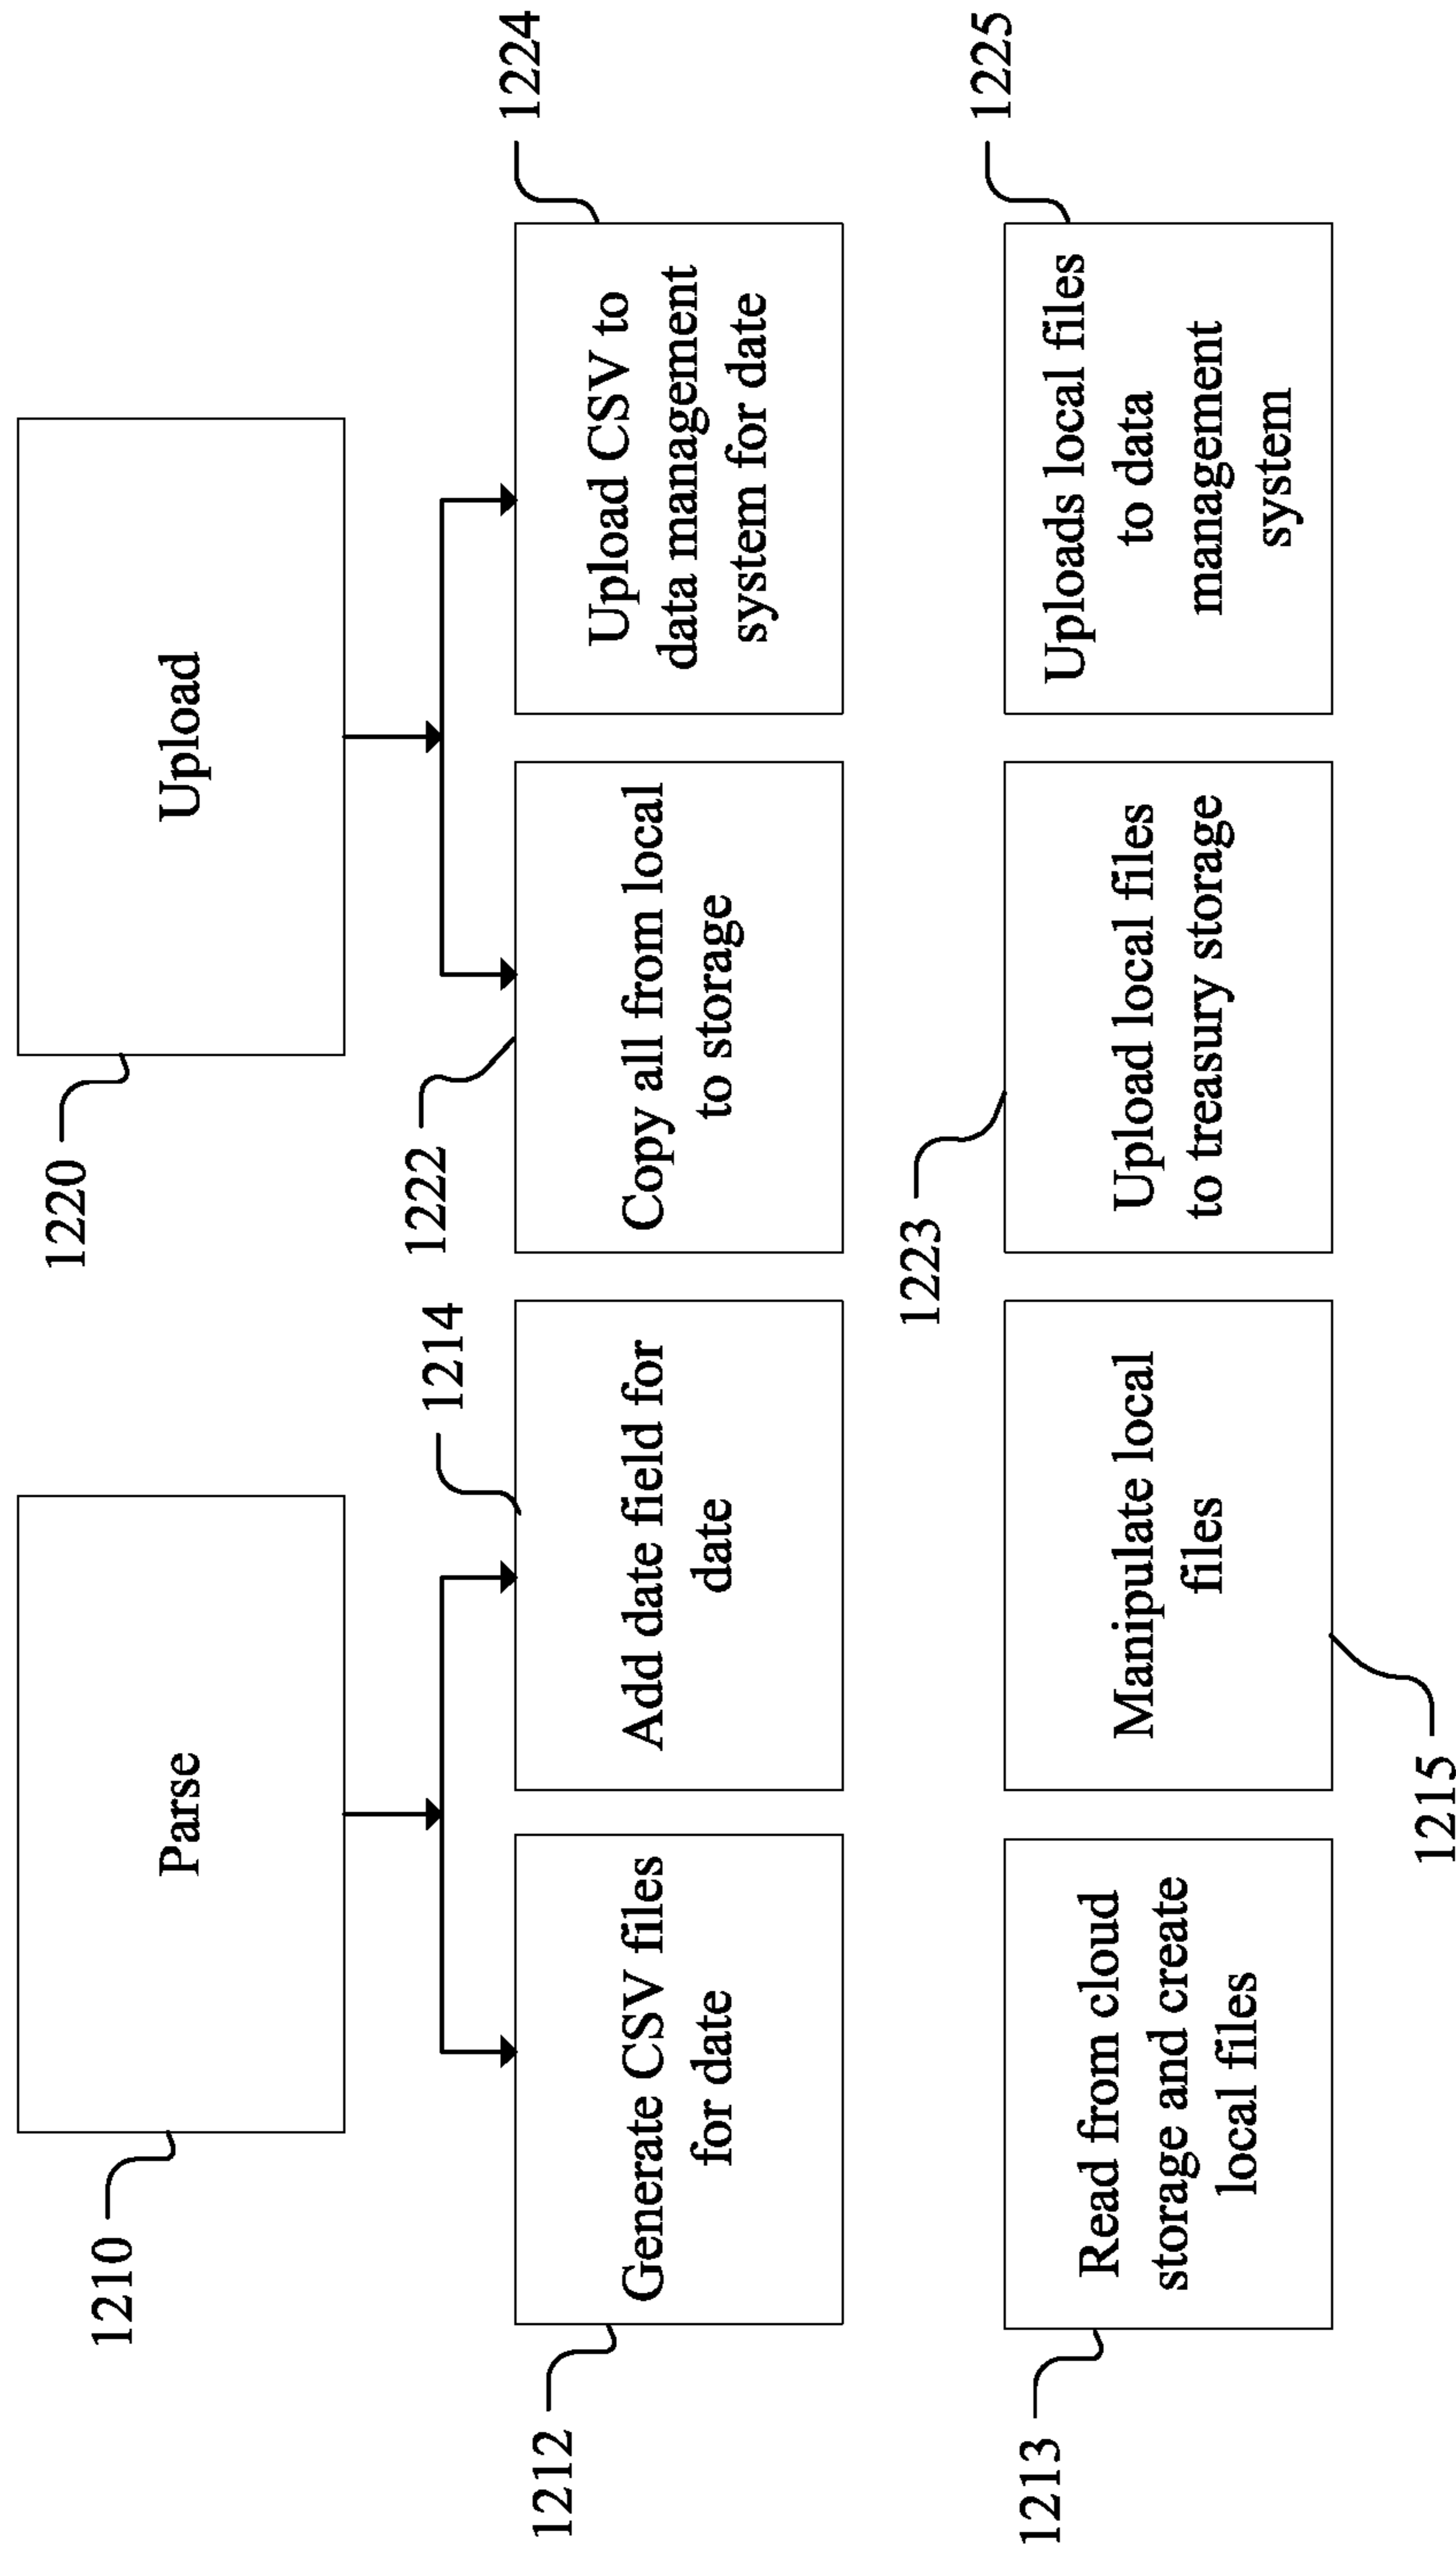 1210
Parse
1220
Upload
1212
Generate CSV files
for date
1214
Add date field for
date
1222
Copy all from local
to storage
1224
Upload CSV to
data management
system for date
1213
Read from cloud
storage and create
local files
1215
Manipulate local
files
1223
Upload local files
to treasury storage
1225
Uploads local files
to data
management
system